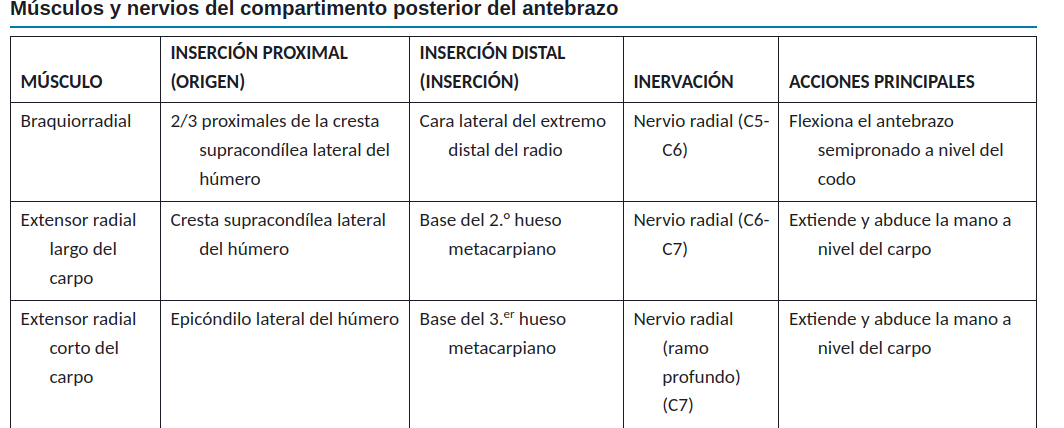 Músculos y nervios del compartimento posterior del antebrazo
MÚSCULO
INSERCIÓN PROXIMAL
(ORIGEN)
INSERCIÓN DISTAL
(INSERCIÓN)
INERVACIÓN
ACCIONES PRINCIPALES
Braquiorradial
2/3 proximales de la cresta
supracondílea lateral del
húmero
Cara lateral del extremo
distal del radio
Nervio radial (C5-
C6)
Flexiona el antebrazo
semipronado a nivel del
codo
Extensor radial
largo del
carpo
Cresta supracondílea lateral
del húmero
Base del 2.º hueso
metacarpiano
Nervio radial (C6-
C7)
Extiende y abduce la mano a
nivel del carpo
Extensor radial
corto del
carpo
Epicóndilo lateral del húmero
Base del 3.er hueso
metacarpiano
Nervio radial
(ramo
profundo)
(C7)
Extiende y abduce la mano a
nivel del carpo